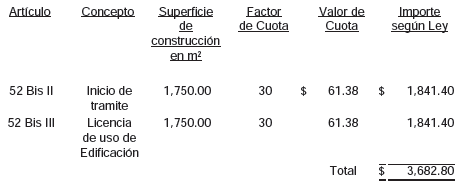 Artículo Concepto Superficie Factor Valor de Importe
de de Cuota Cuota según Ley
construcción
en m²
52 Bis II Inicio de 1,750.00 30 $ 61.38 $ 1,841.40
tramite
52 Bis III Licencia 1,750.00 30 61.38 1,841.40
de uso de
Edificación
Total $ 3,682.80